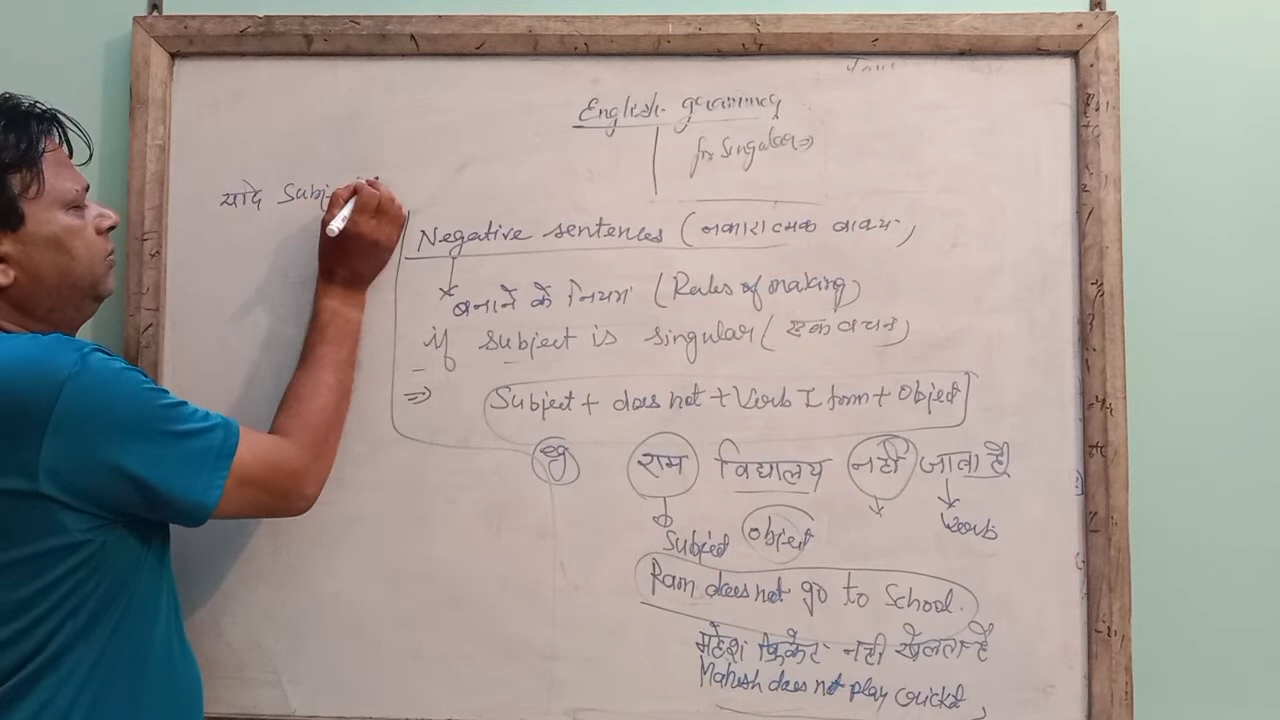 English grammar
for Singular ⇒
यदि Subj
Negative sentences (नकारात्मक वाक्य)
बनाने के नियम (Rules of making)
if subject is singular (एकवचन)
⇒ Subject + does not + Verb I form + Object
eg राम विद्यालय नहीं जाता है
Verb
Subject Object
Ram does not go to School.
महेश क्रिकेट नहीं खेलता है
Mahesh does not play cricket